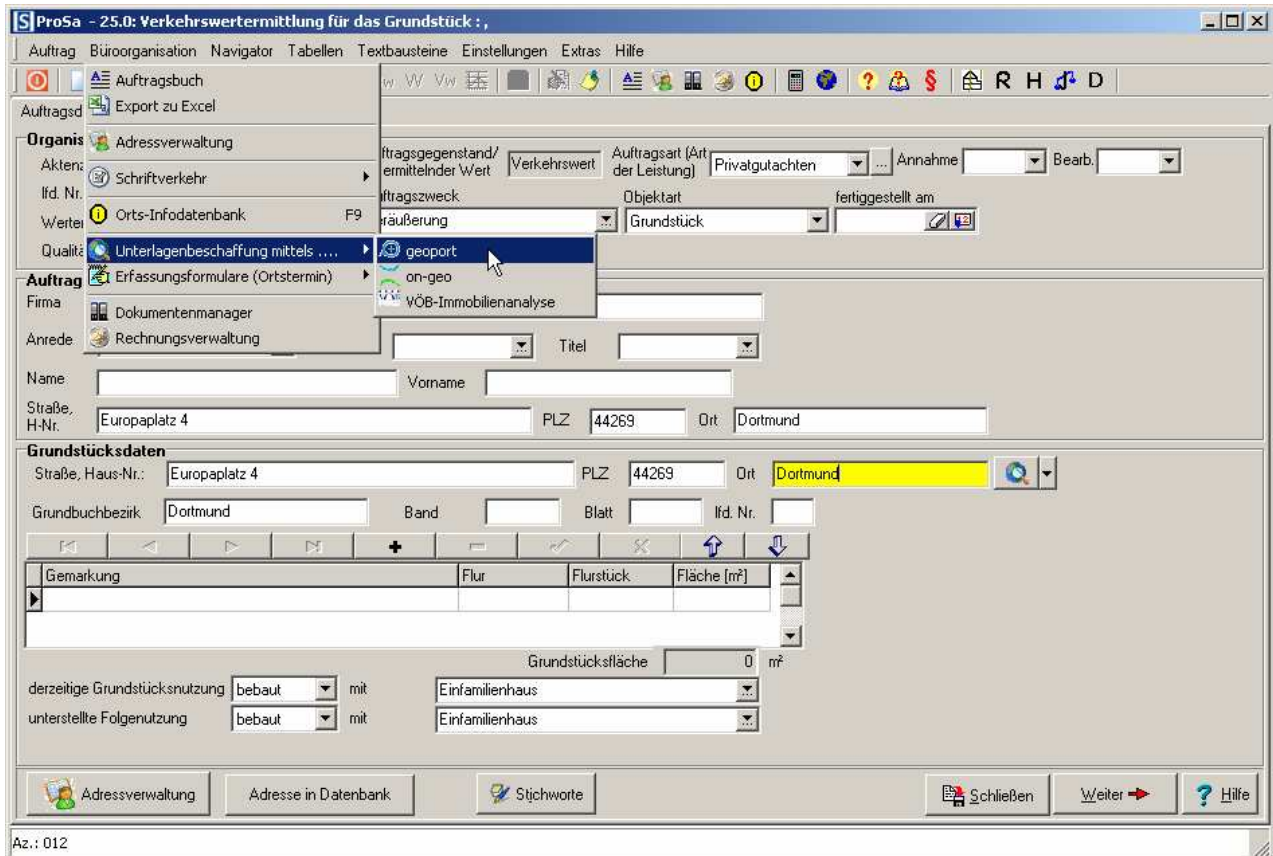 ProSa - 25.0: Verkehrswertermittlung für das Grundstück : ,
Auftrag Büroorganisation Navigator Tabellen Textbausteine Einstellungen Extras Hilfe
Auftragsbuch
Export zu Excel
Adressverwaltung
Schriftverkehr
Orts-Infodatenbank F9
Unterlagenbeschaffung mittels ....
Erfassungsformulare (Ortstermin)
Dokumentenmanager
Rechnungsverwaltung
geoport
on-geo
VÖB-Immobilienanalyse
W Vw ? § R H D
Auftragsd
Organis
Aktenz
ftragsgegenstand/
ermittelnder Wert Verkehrswert
Auftragsart (Art
der Leistung) Privatgutachten ... Annahme Bearb.
lfd. Nr.
ftragszweck Objektart fertiggestellt am
Werter
räußerung Grundstück
Qualitä
Auftrag
Firma
Anrede Titel
Name Vorname
Straße,
H-Nr. Europaplatz 4 PLZ 44269 Ort Dortmund
Grundstücksdaten
Straße, Haus-Nr.: Europaplatz 4 PLZ 44269 Ort Dortmund
Grundbuchbezirk Dortmund Band Blatt lfd. Nr.
Gemarkung Flur Flurstück Fläche [m²]
Grundstücksfläche 0 m²
derzeitige Grundstücksnutzung bebaut mit Einfamilienhaus
unterstellte Folgenutzung bebaut mit Einfamilienhaus
Adressverwaltung Adresse in Datenbank Stichworte Schließen Weiter ? Hilfe
Az.: 012